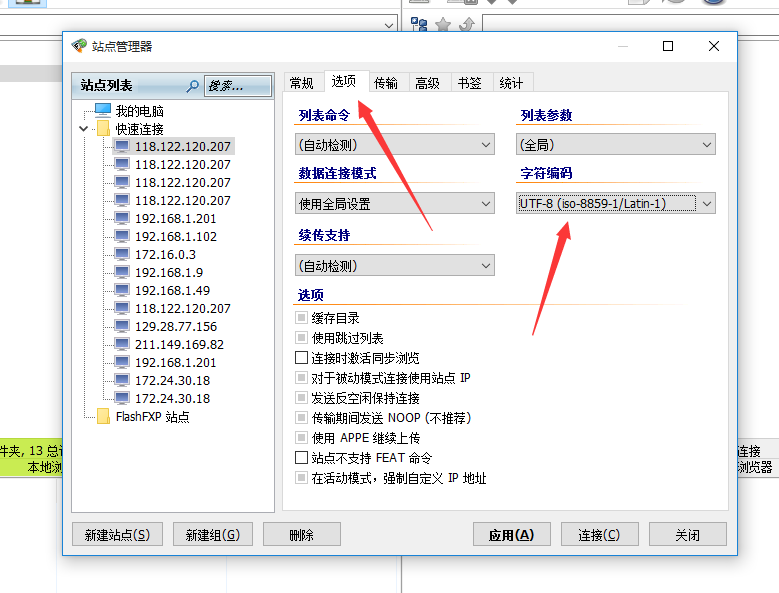 站点管理器
站点列表
搜索...
我的电脑
快速连接
118.122.120.207
118.122.120.207
118.122.120.207
118.122.120.207
192.168.1.201
192.168.1.102
172.16.0.3
192.168.1.9
192.168.1.49
118.122.120.207
129.28.77.156
211.149.169.82
192.168.1.201
172.24.30.18
172.24.30.18
FlashFXP 站点
常规 选项 传输 高级 书签 统计
列表命令
(自动检测)
数据连接模式
使用全局设置
续传支持
(自动检测)
列表参数
(全局)
字符编码
UTF-8 (iso-8859-1/Latin-1)
选项
缓存目录
使用跳过列表
连接时激活同步浏览
对于被动模式连接使用站点 IP
发送反空闲保持连接
传输期间发送 NOOP (不推荐)
使用 APPE 继续上传
站点不支持 FEAT 命令
在活动模式，强制自定义 IP 地址
新建站点(S) 新建组(G) 删除 应用(A) 连接(C) 关闭
件夹, 13 总
本地浏
连接
浏览器